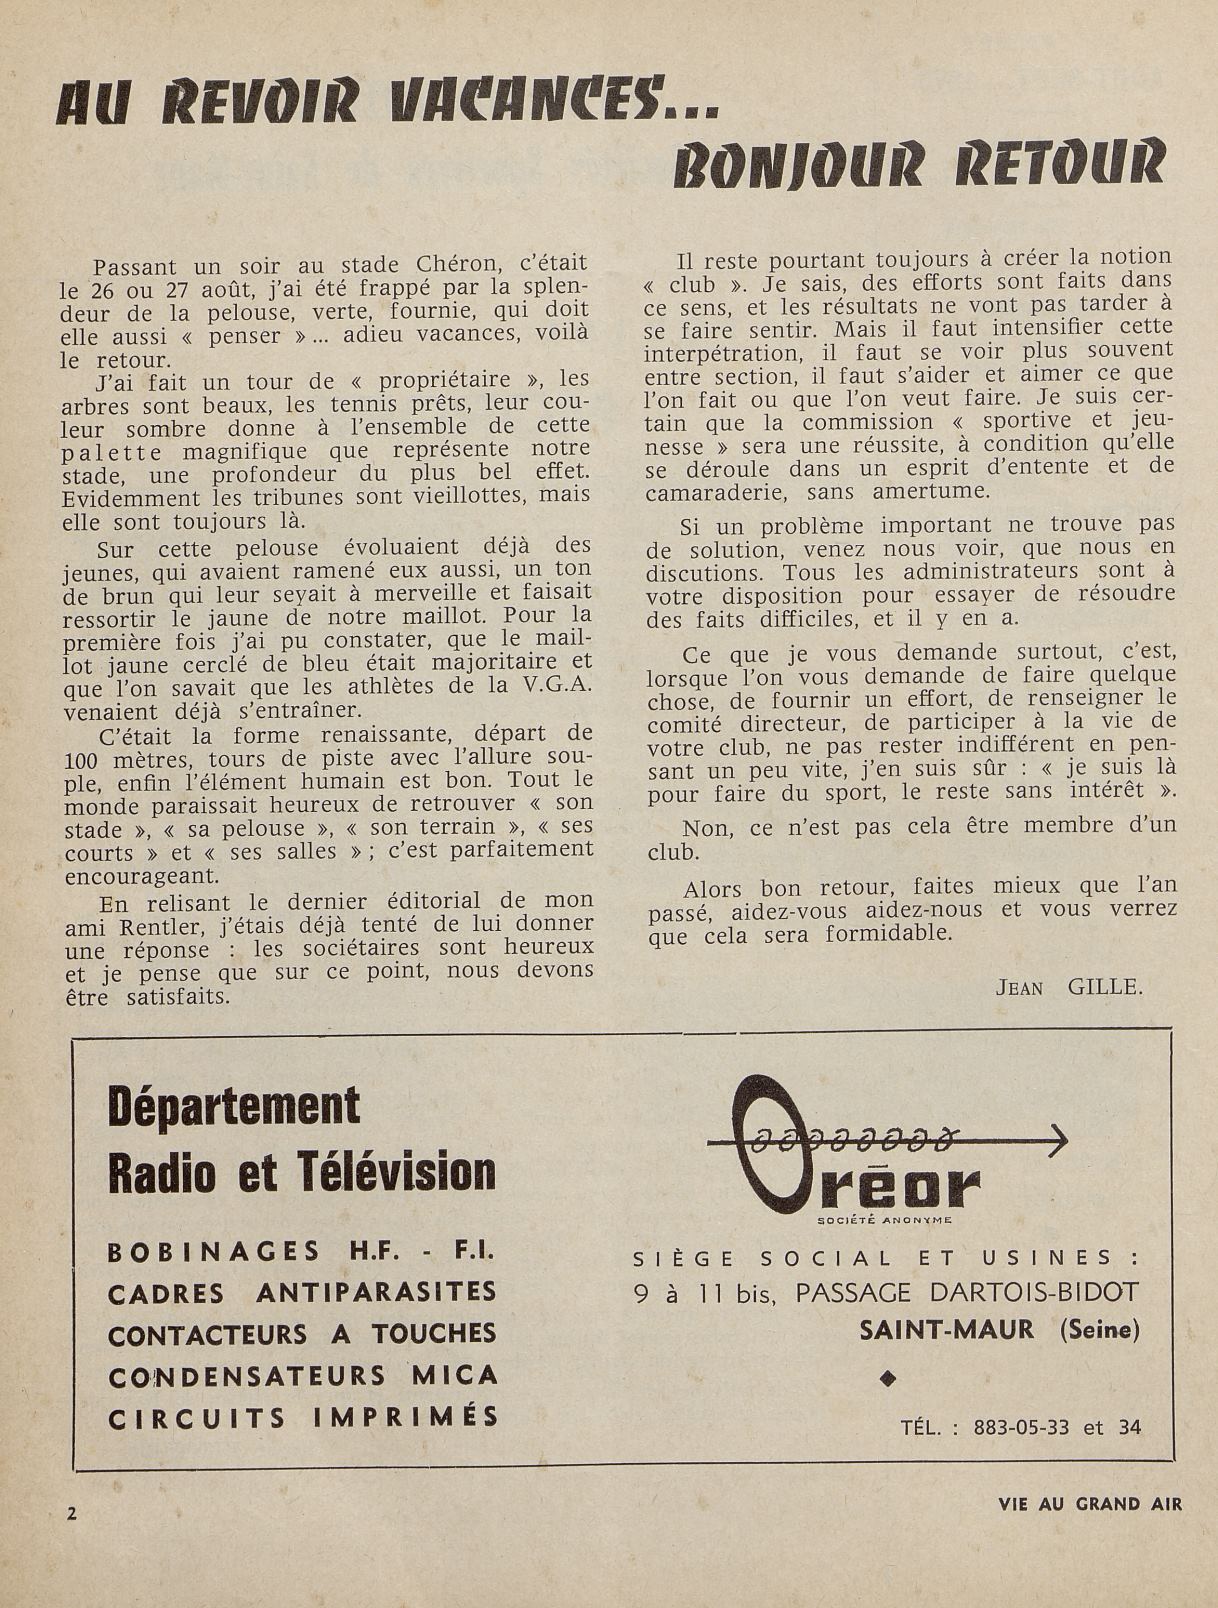 AU REVOIR VACANCES...
BONJOUR RETOUR
Passant un soir au stade Chéron, c'était
le 26 ou 27 août, j'ai été frappé par la splen-
deur de la pelouse, verte, fournie, qui doit
elle aussi « penser »... adieu vacances, voilà
le retour.
J'ai fait un tour de « propriétaire », les
arbres sont beaux, les tennis prêts, leur cou-
leur sombre donne à l'ensemble de cette
palette magnifique que représente notre
stade, une profondeur du plus bel effet.
Evidemment les tribunes sont vieillottes, mais
elle sont toujours là.
Sur cette pelouse évoluaient déjà des
jeunes, qui avaient ramené eux aussi, un ton
de brun qui leur seyait à merveille et faisait
ressortir le jaune de notre maillot. Pour la
première fois j'ai pu constater, que le mail-
lot jaune cerclé de bleu était majoritaire et
que l'on savait que les athlètes de la V.G.A.
venaient déjà s'entraîner.
C'était la forme renaissante, départ de
100 mètres, tours de piste avec l'allure sou-
ple, enfin l'élément humain est bon. Tout le
monde paraissait heureux de retrouver « son
stade », « sa pelouse », « son terrain », « ses
courts » et « ses salles » ; c'est parfaitement
encourageant.
En relisant le dernier éditorial de mon
ami Rentler, j'étais déjà tenté de lui donner
une réponse : les sociétaires sont heureux
et je pense que sur ce point, nous devons
être satisfaits.
Il reste pourtant toujours à créer la notion
« club ». Je sais, des efforts sont faits dans
ce sens, et les résultats ne vont pas tarder à
se faire sentir. Mais il faut intensifier cette
interpétration, il faut se voir plus souvent
entre section, il faut s'aider et aimer ce que
l'on fait ou que l'on veut faire. Je suis cer-
tain que la commission « sportive et jeu-
nesse » sera une réussite, à condition qu'elle
se déroule dans un esprit d'entente et de
camaraderie, sans amertume.
Si un problème important ne trouve pas
de solution, venez nous voir, que nous en
discutions. Tous les administrateurs sont à
votre disposition pour essayer de résoudre
des faits difficiles, et il y en a.
Ce que je vous demande surtout, c'est,
lorsque l'on vous demande de faire quelque
chose, de fournir un effort, de renseigner le
comité directeur, de participer à la vie de
votre club, ne pas rester indifférent en pen-
sant un peu vite, j'en suis sûr : « je suis là
pour faire du sport, le reste sans intérêt ».
Non, ce n'est pas cela être membre d'un
club.
Alors bon retour, faites mieux que l'an
passé, aidez-vous aidez-nous et vous verrez
que cela sera formidable.
JEAN GILLE.
Département
Radio et Télévision
BOBINAGES H.F. - F.I.
CADRES ANTIPARASITES
CONTACTEURS A TOUCHES
CONDENSATEURS MICA
CIRCUITS IMPRIMÉS
Oréor
SOCIÉTÉ ANONYME
SIÈGE SOCIAL ET USINES :
9 à 11 bis, PASSAGE DARTOIS-BIDOT
SAINT-MAUR (Seine)
TÉL. : 883-05-33 et 34
2
VIE AU GRAND AIR